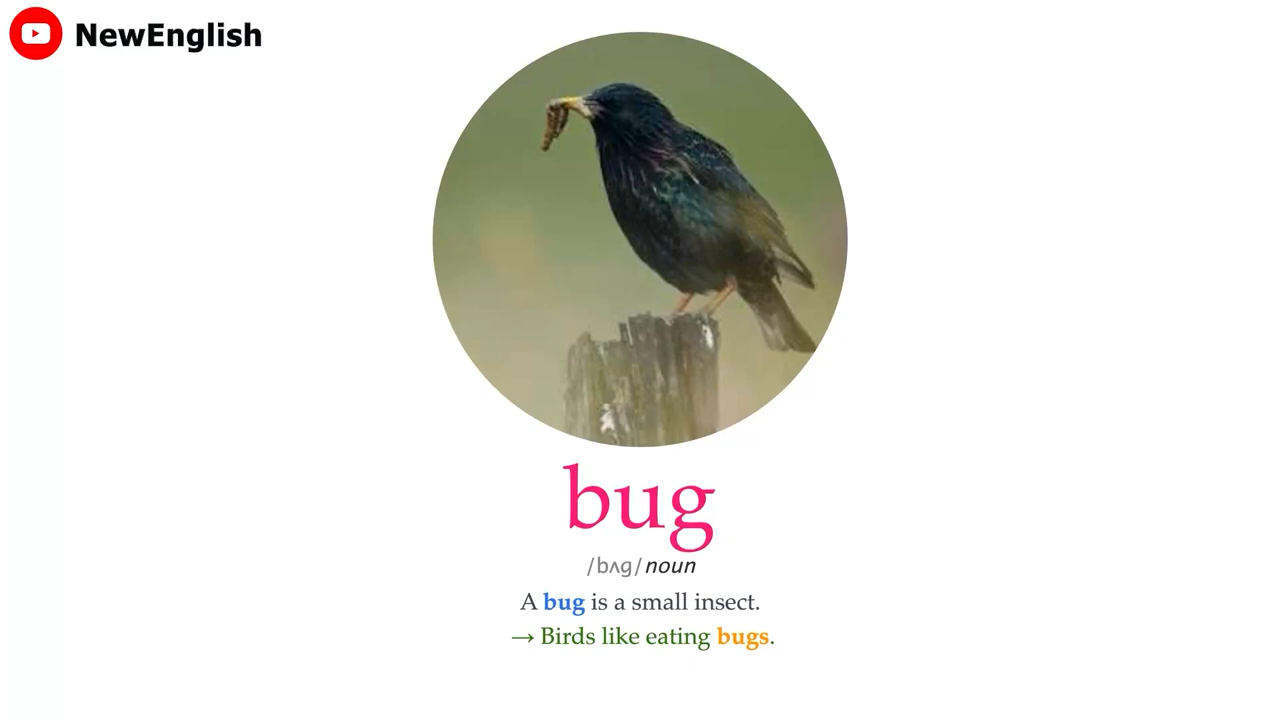 NewEnglish
bug
/bʌg/ noun
A bug is a small insect.
→ Birds like eating bugs.